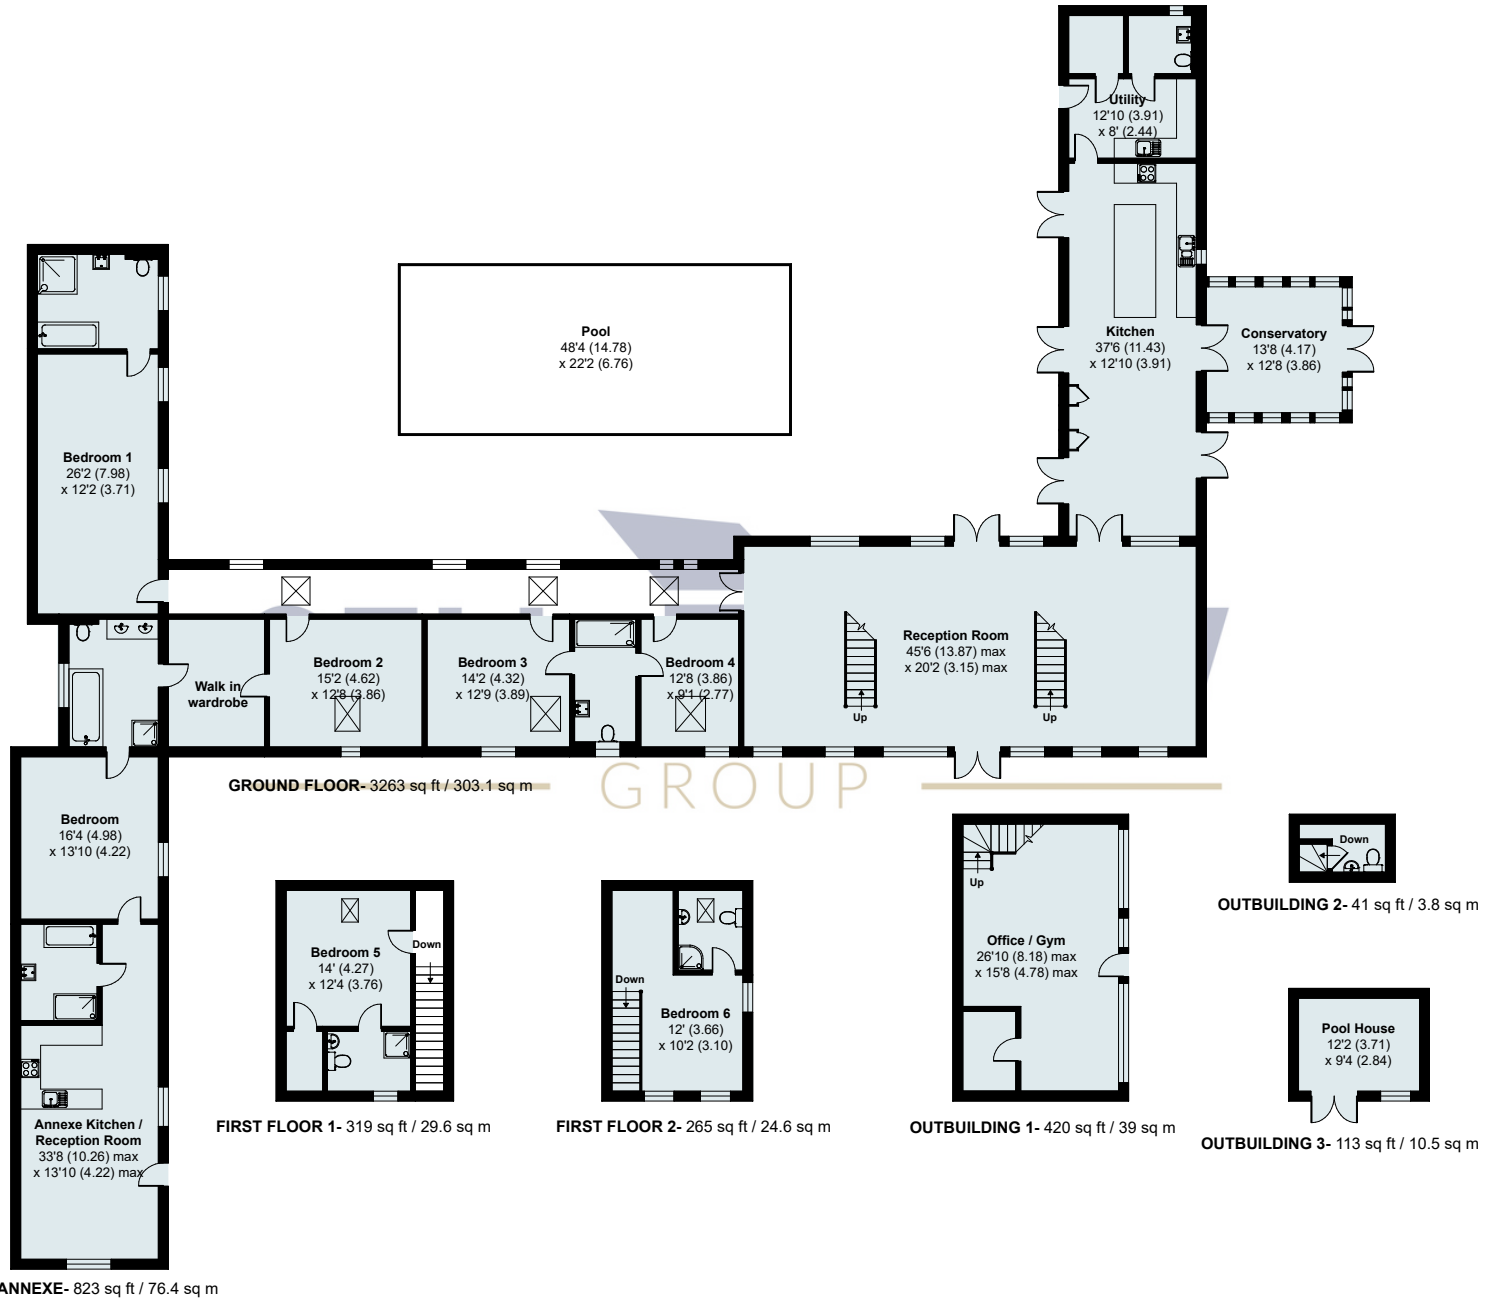 Utility
12'10 (3.91)
x 8' (2.44)
Pool
48'4 (14.78)
x 22'2 (6.76)
Kitchen
37'6 (11.43)
x 12'10 (3.91)
Conservatory
13'8 (4.17)
x 12'8 (3.86)
Bedroom 1
26'2 (7.98)
x 12'2 (3.71)
Walk in
wardrobe
Bedroom 2
15'2 (4.62)
x 12'8 (3.86)
Bedroom 3
14'2 (4.32)
x 12'9 (3.89)
Bedroom 4
12'8 (3.86)
x 9'1 (2.77)
Reception Room
45'6 (13.87) max
x 20'2 (3.15) max
Up
Up
GROUND FLOOR- 3263 sq ft / 303.1 sq m
GROUP
Bedroom
16'4 (4.98)
x 13'10 (4.22)
Annexe Kitchen /
Reception Room
33'8 (10.26) max
x 13'10 (4.22) max
ANNEXE- 823 sq ft / 76.4 sq m
Bedroom 5
14' (4.27)
x 12'4 (3.76)
Down
FIRST FLOOR 1- 319 sq ft / 29.6 sq m
Down
Bedroom 6
12' (3.66)
x 10'2 (3.10)
FIRST FLOOR 2- 265 sq ft / 24.6 sq m
Up
Office / Gym
26'10 (8.18) max
x 15'8 (4.78) max
OUTBUILDING 1- 420 sq ft / 39 sq m
Down
OUTBUILDING 2- 41 sq ft / 3.8 sq m
Pool House
12'2 (3.71)
x 9'4 (2.84)
OUTBUILDING 3- 113 sq ft / 10.5 sq m